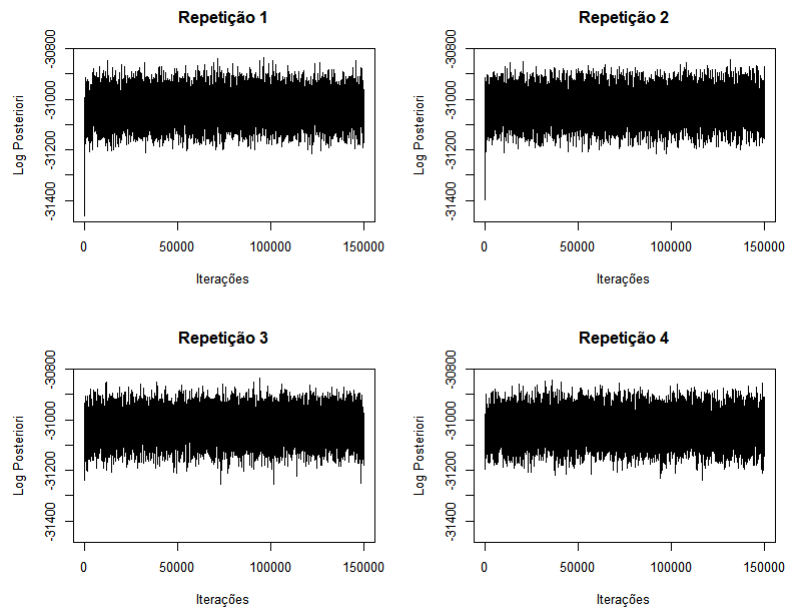 Repetição 1
Log Posteriori
-30800
-31000
-31200
-31400
0
50000
100000
150000
Iterações
Repetição 2
Log Posteriori
-30800
-31000
-31200
-31400
0
50000
100000
150000
Iterações
Repetição 3
Log Posteriori
-30800
-31000
-31200
-31400
0
50000
100000
150000
Iterações
Repetição 4
Log Posteriori
-30800
-31000
-31200
-31400
0
50000
100000
150000
Iterações